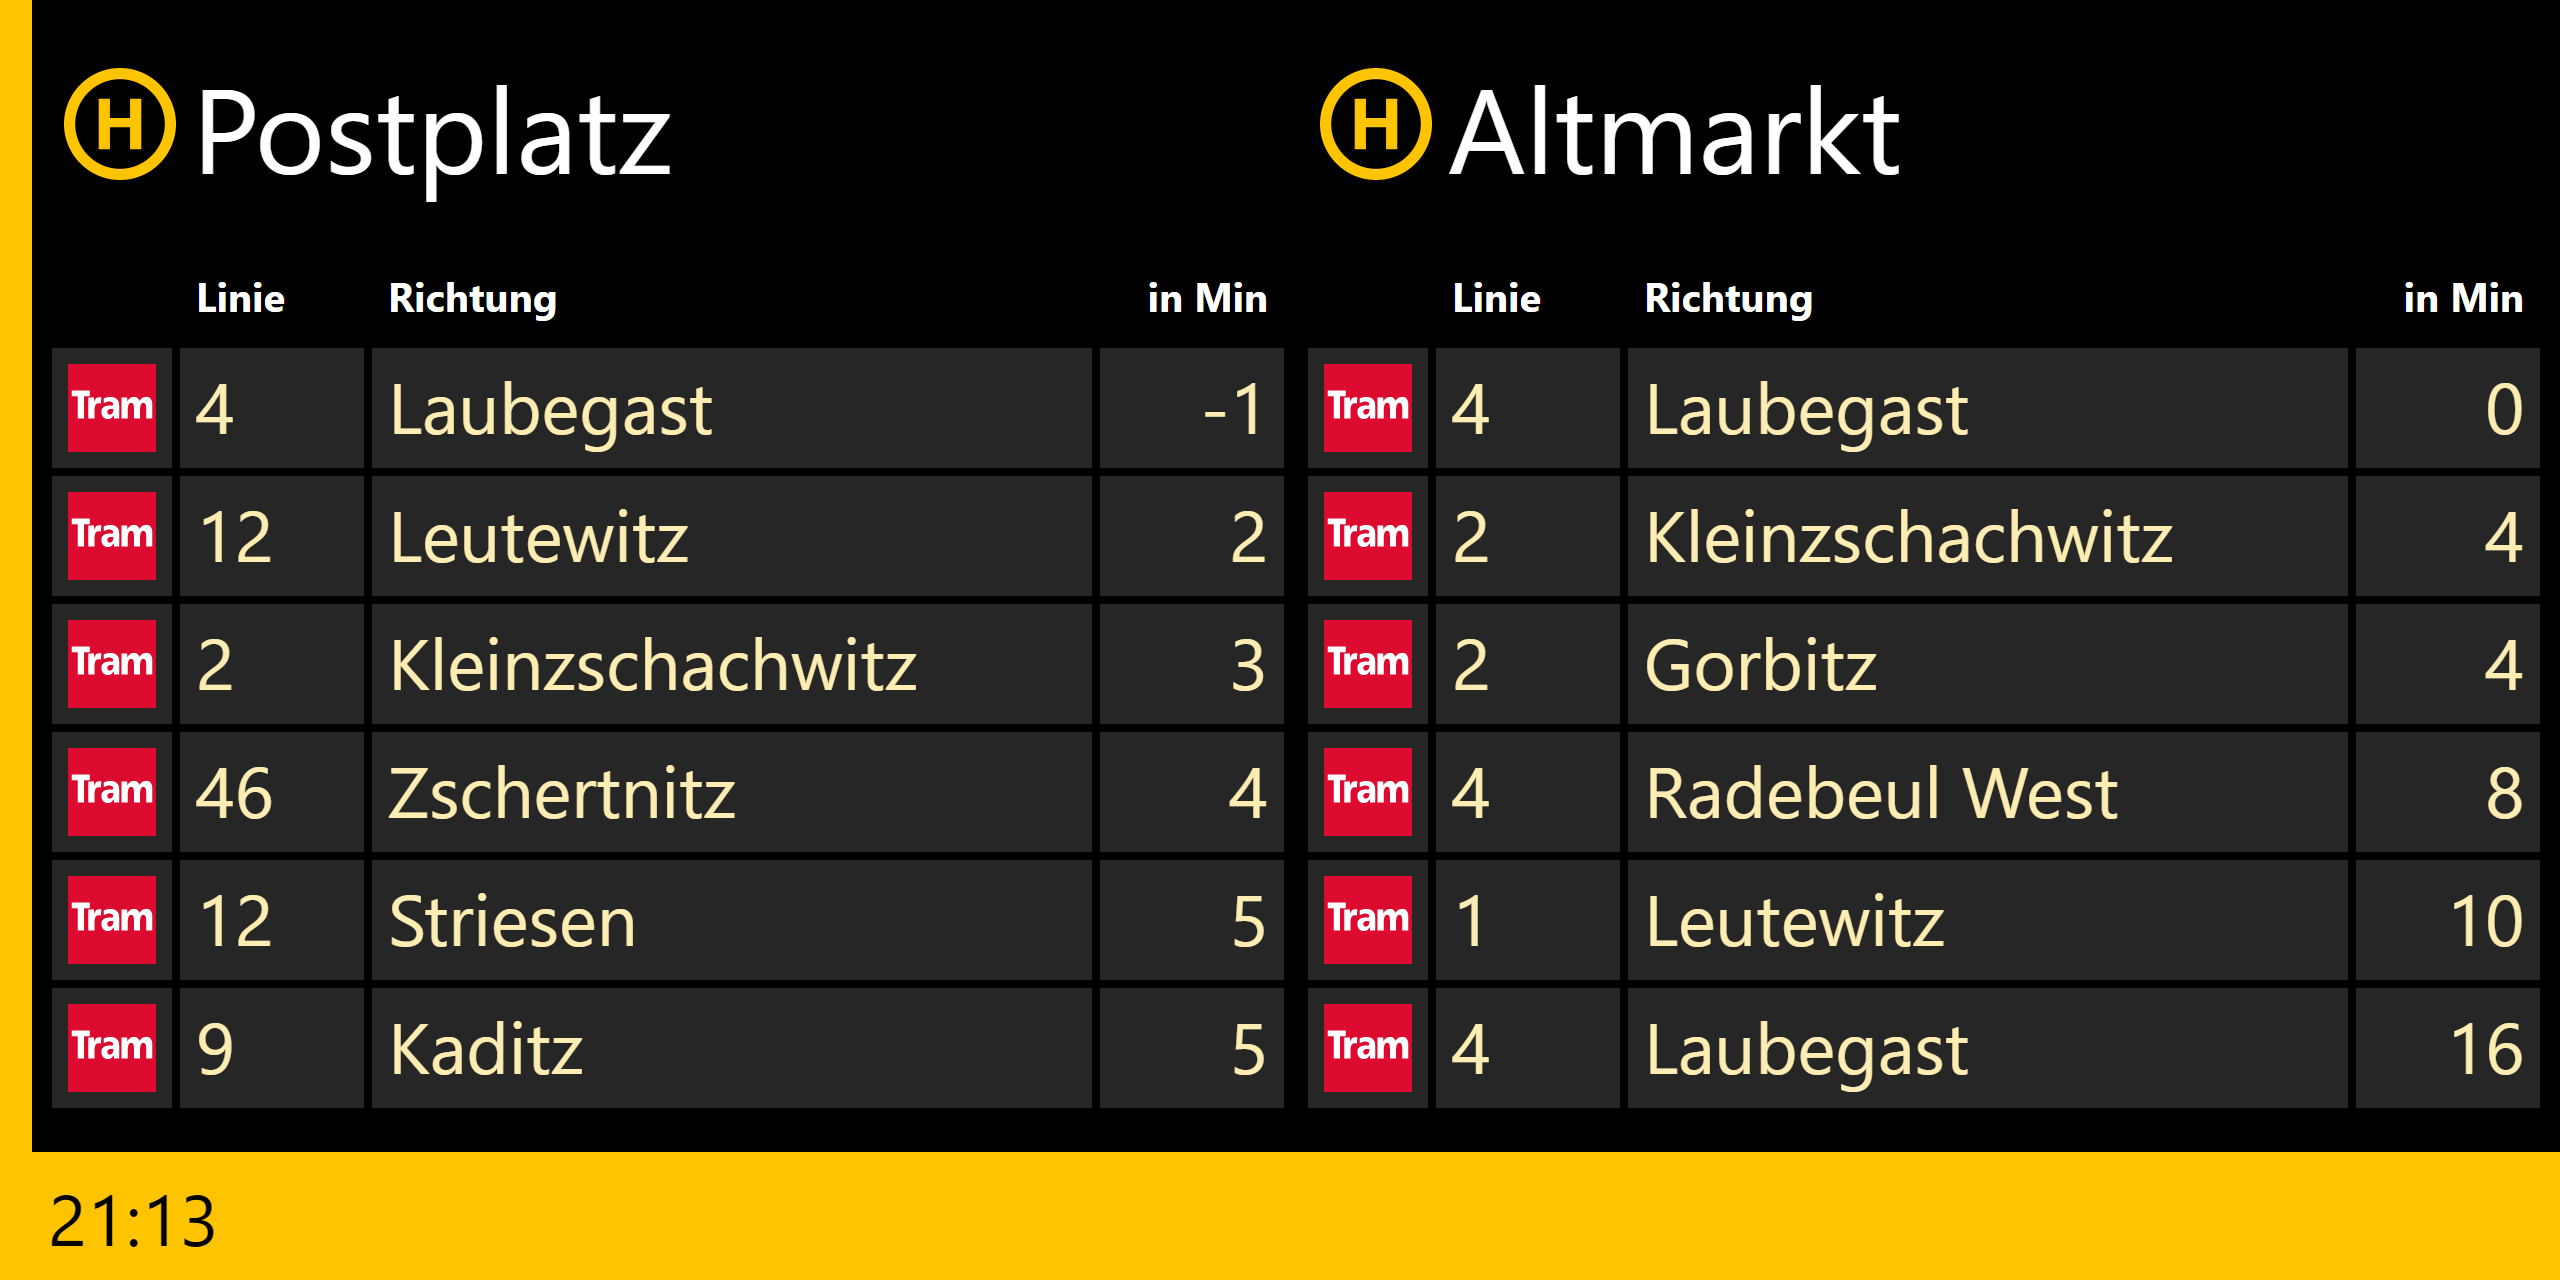 H Postplatz
Linie Richtung in Min
Tram 4 Laubegast -1
Tram 12 Leutewitz 2
Tram 2 Kleinzschachwitz 3
Tram 46 Zschertnitz 4
Tram 12 Striesen 5
Tram 9 Kaditz 5
H Altmarkt
Linie Richtung in Min
Tram 4 Laubegast 0
Tram 2 Kleinzschachwitz 4
Tram 2 Gorbitz 4
Tram 4 Radebeul West 8
Tram 1 Leutewitz 10
Tram 4 Laubegast 16
21:13